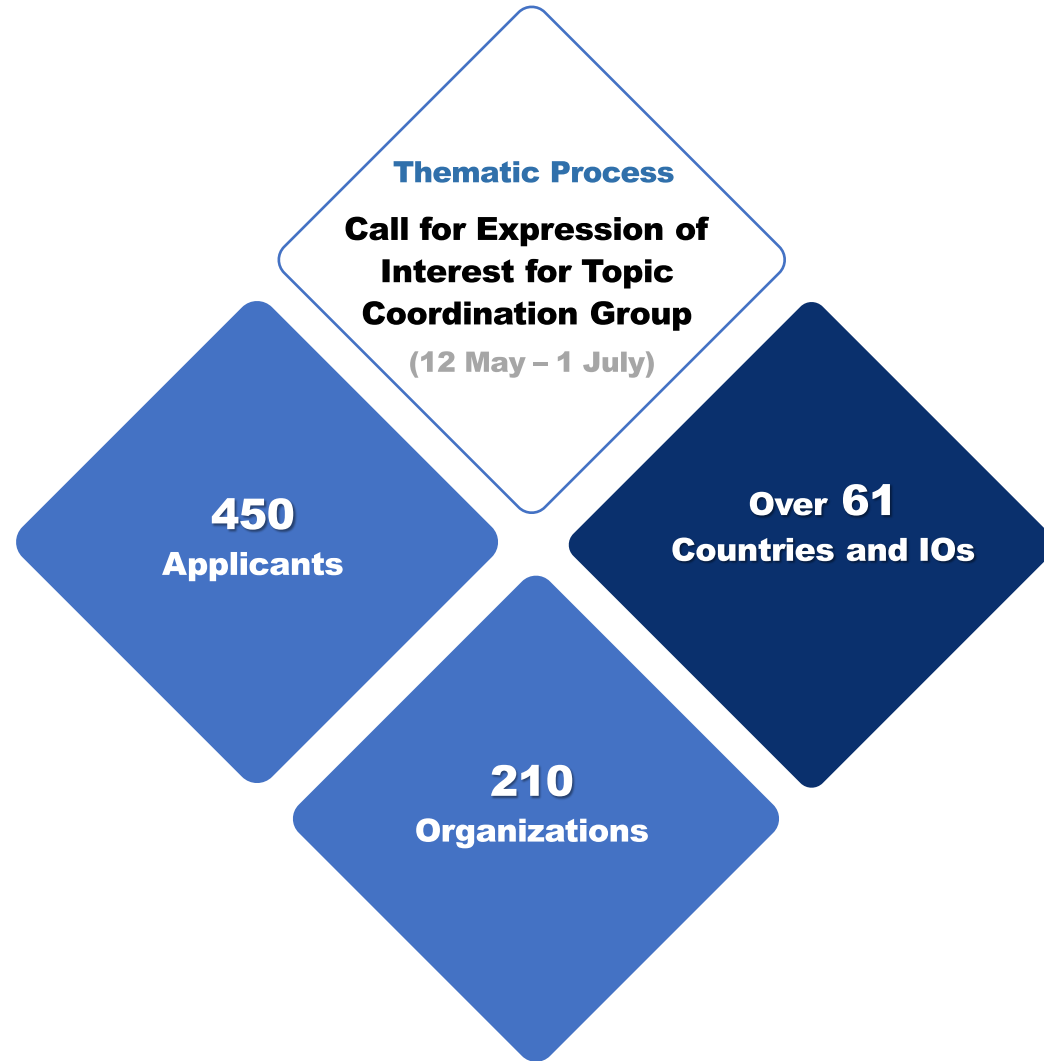 Thematic Process
Call for Expression of
Interest for Topic
Coordination Group
(12 May – 1 July)
450
Applicants
Over 61
Countries and IOs
210
Organizations